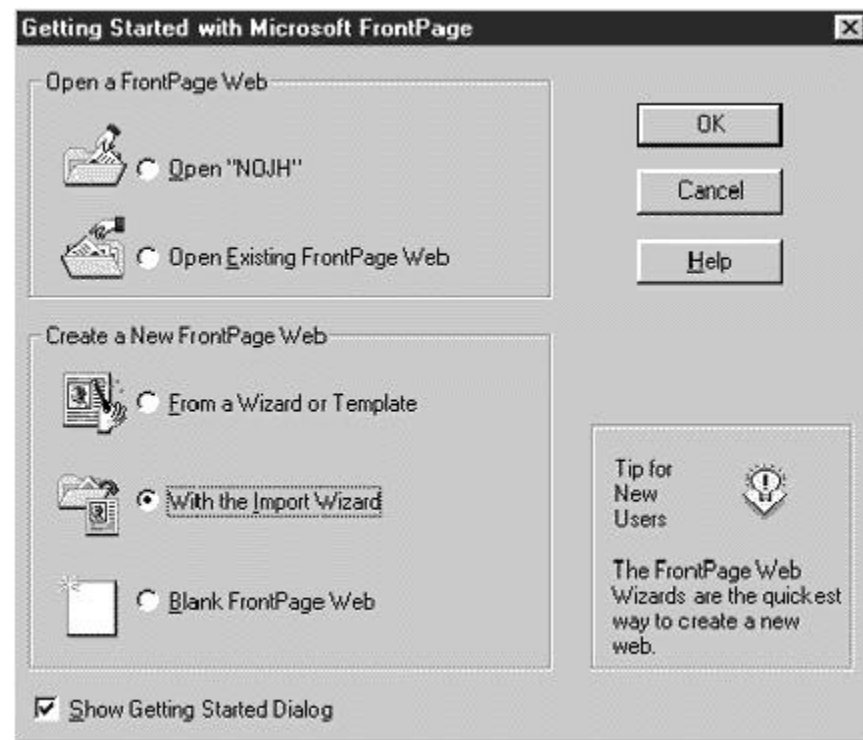 Getting Started with Microsoft FrontPage
Open a FrontPage Web
Open "NOJH"
Open Existing FrontPage Web
Create a New FrontPage Web
From a Wizard or Template
With the Import Wizard
Blank FrontPage Web
Show Getting Started Dialog
OK
Cancel
Help
Tip for
New
Users
The FrontPage Web
Wizards are the quickest
way to create a new
web.